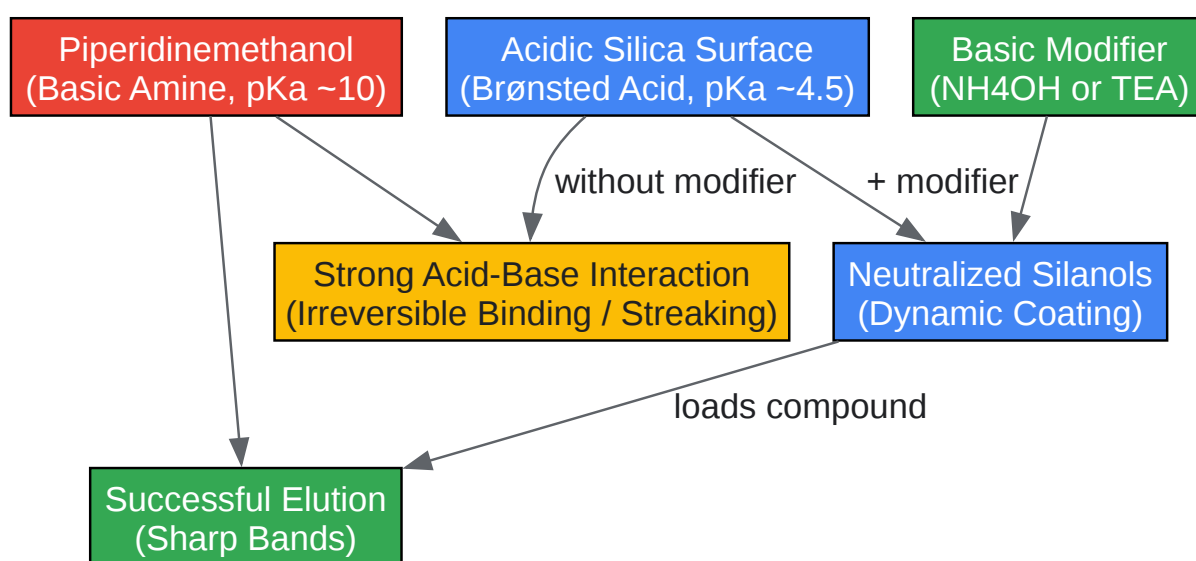 Piperidinemethanol
(Basic Amine, pKa ~10)
Acidic Silica Surface
(Brønsted Acid, pKa ~4.5)
Basic Modifier
(NH4OH or TEA)
without modifier
+ modifier
Strong Acid-Base Interaction
(Irreversible Binding / Streaking)
Neutralized Silanols
(Dynamic Coating)
loads compound
Successful Elution
(Sharp Bands)